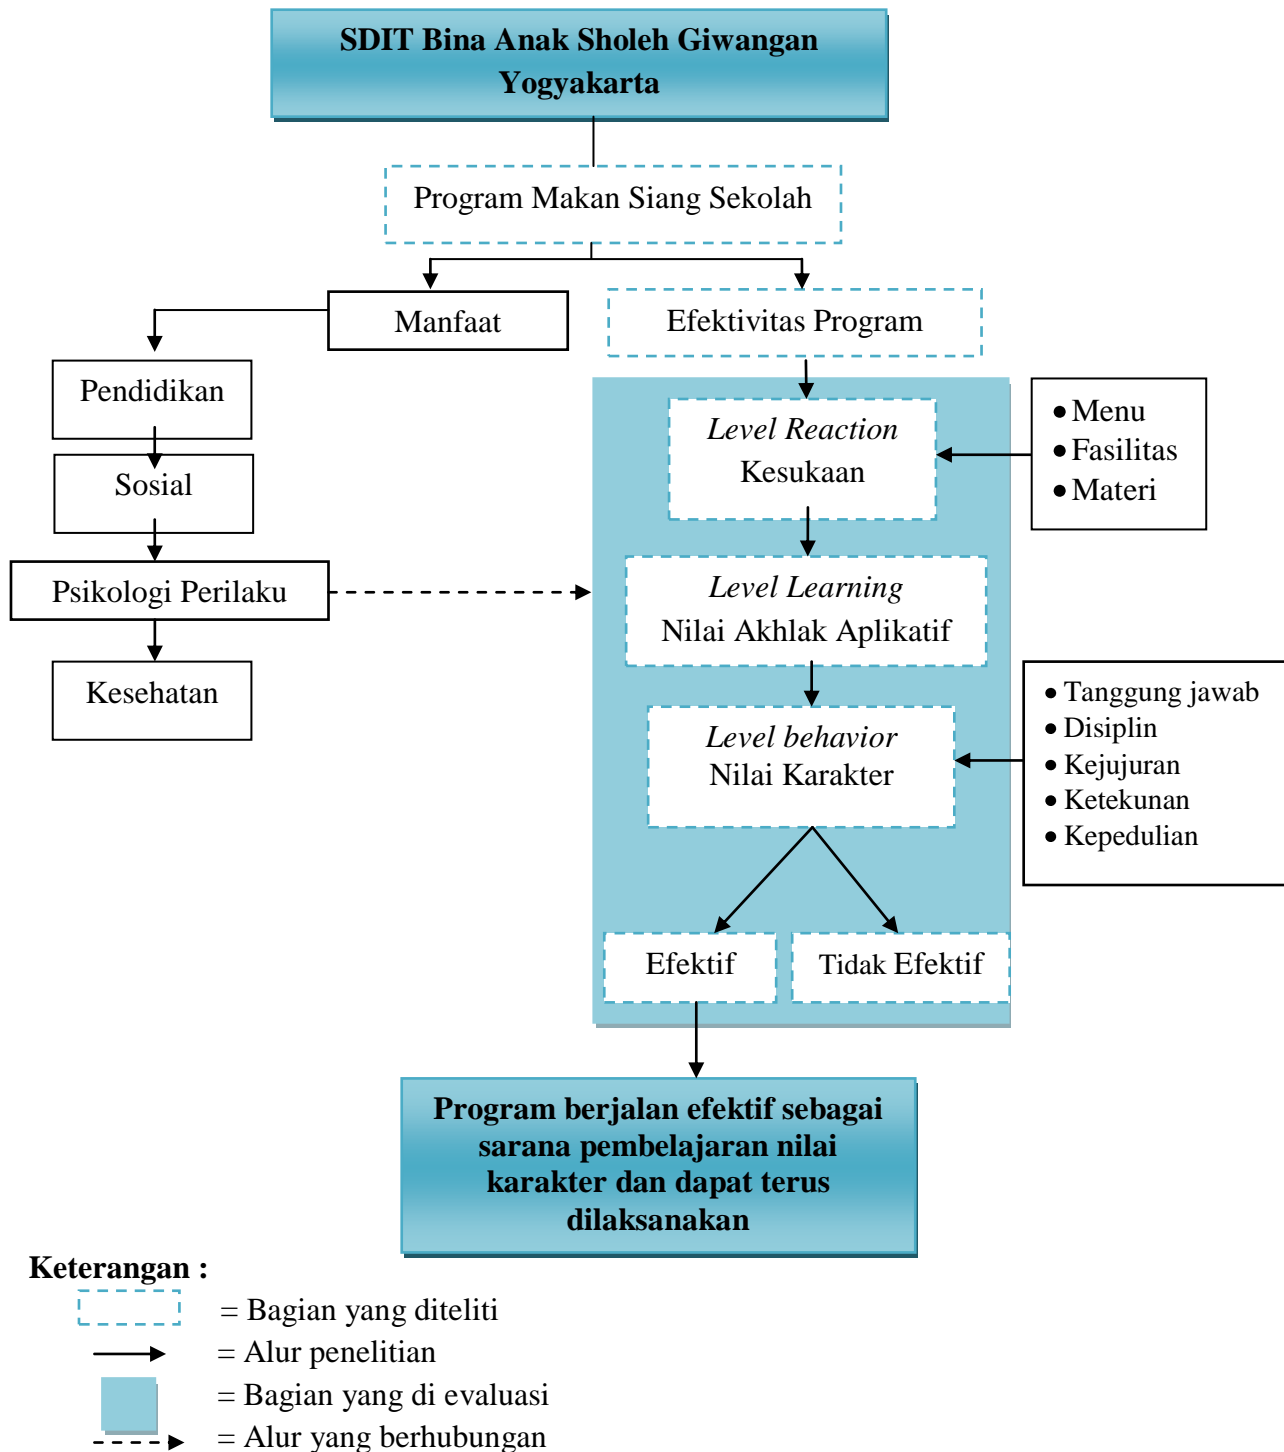 SDIT Bina Anak Sholeh Giwangan
Yogyakarta
Program Makan Siang Sekolah
Manfaat
Efektivitas Program
Pendidikan
Sosial
Psikologi Perilaku
Kesehatan
Level Reaction
Kesukaan
• Menu
• Fasilitas
• Materi
Level Learning
Nilai Akhlak Aplikatif
Level behavior
Nilai Karakter
• Tanggung jawab
• Disiplin
• Kejujuran
• Ketekunan
• Kepedulian
Efektif
Tidak Efektif
Program berjalan efektif sebagai
sarana pembelajaran nilai
karakter dan dapat terus
dilaksanakan
Keterangan :
= Bagian yang diteliti
= Alur penelitian
= Bagian yang di evaluasi
= Alur yang berhubungan